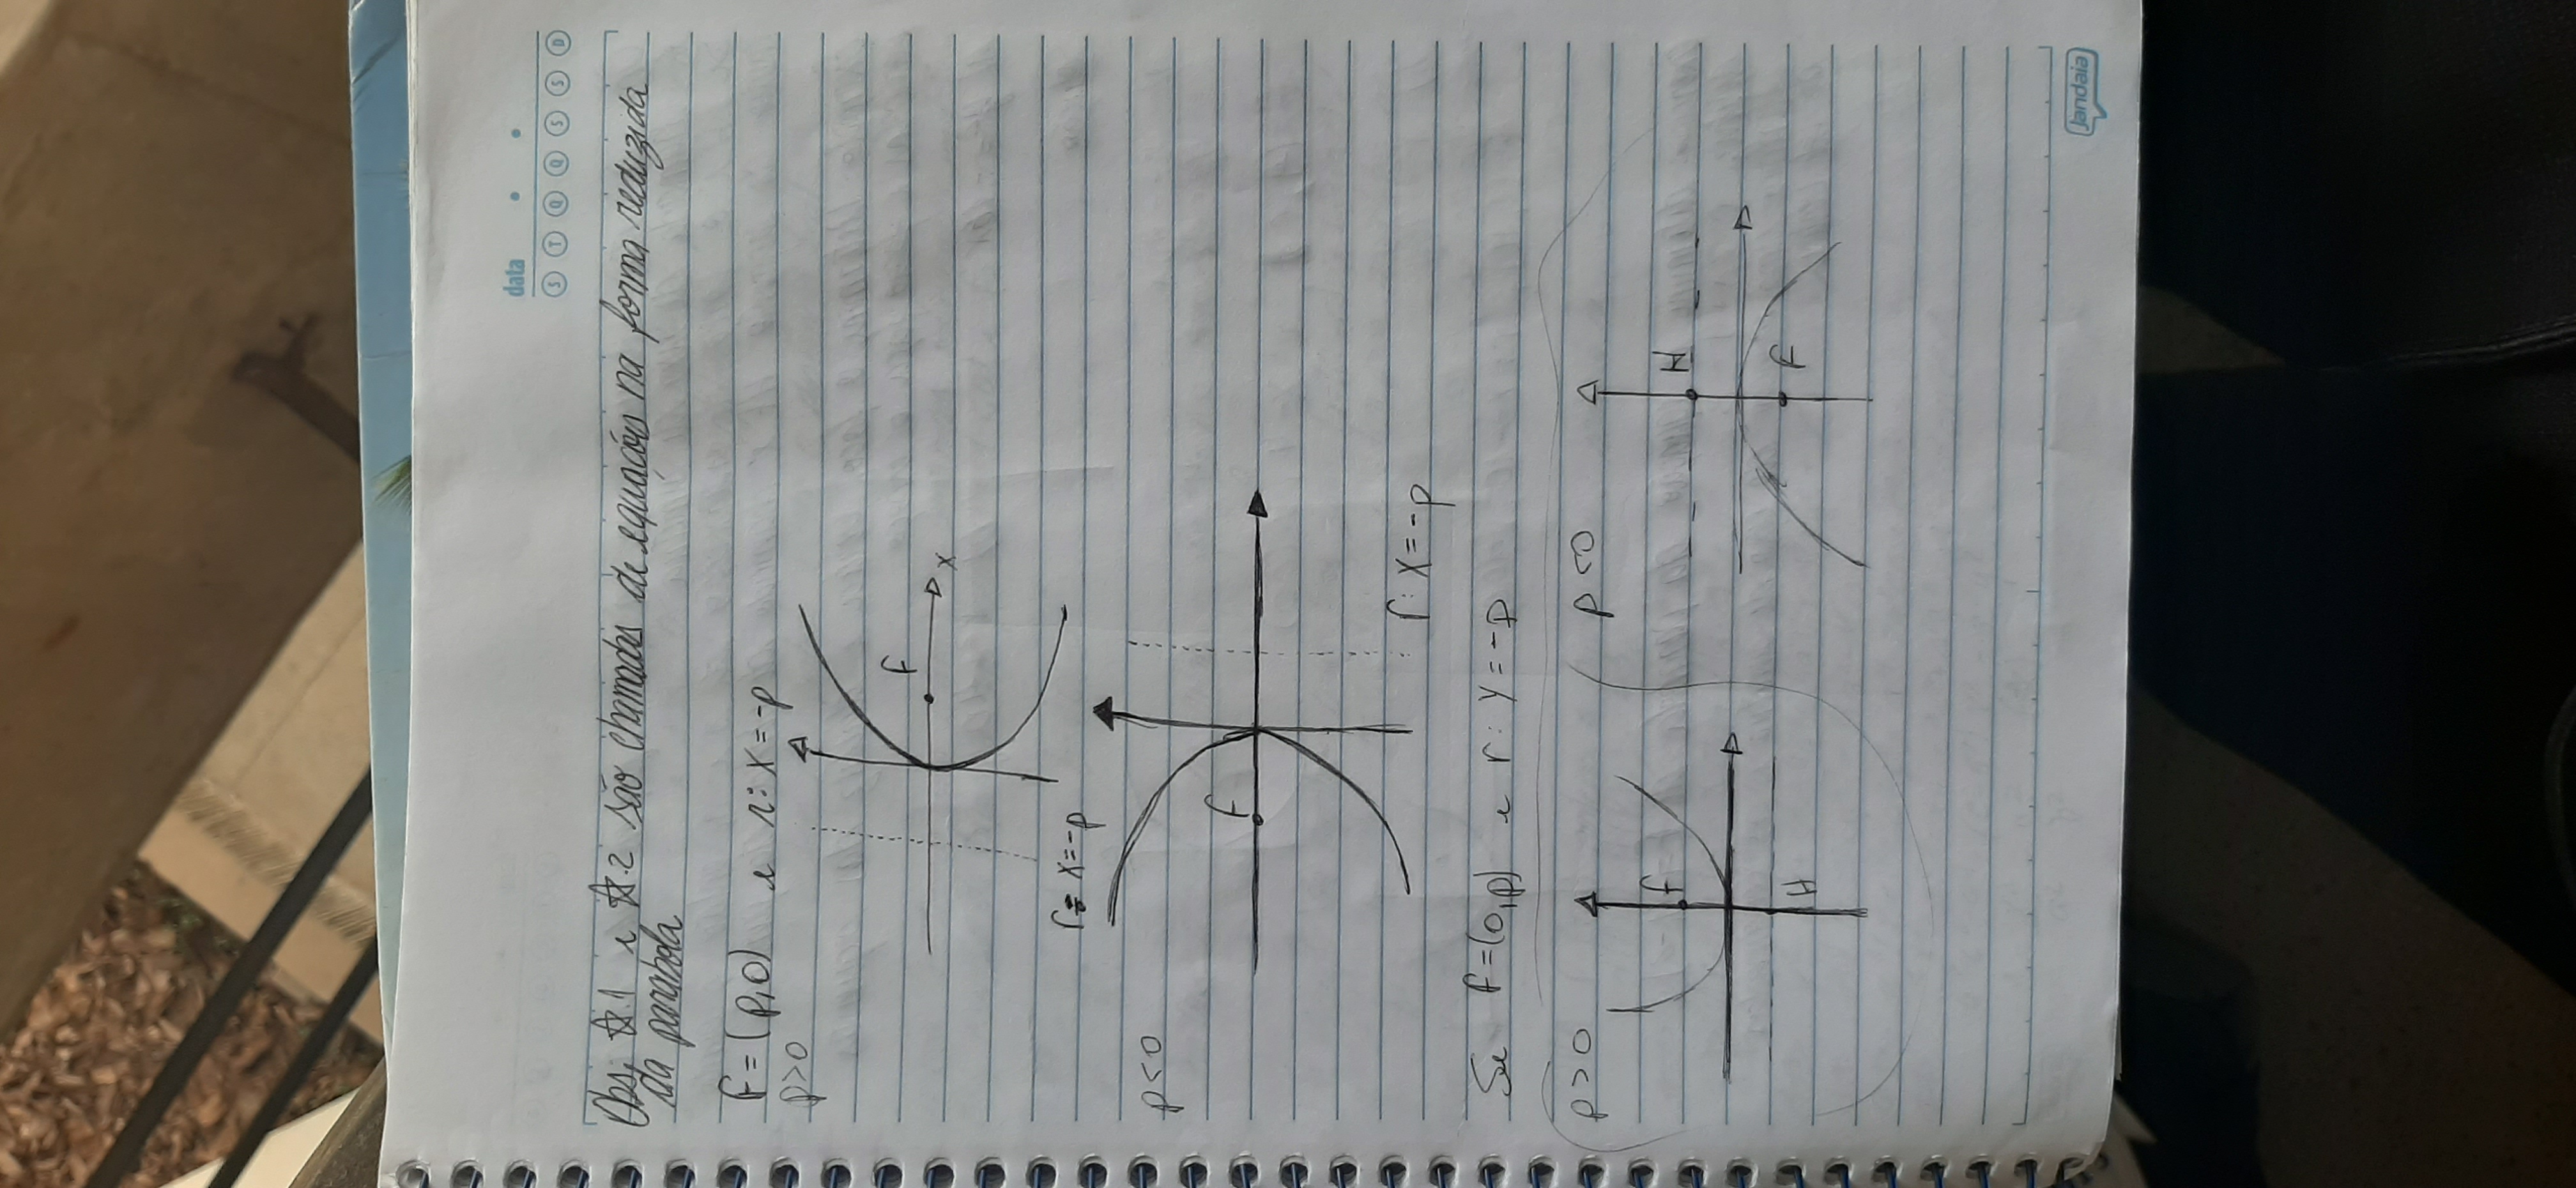 data
S T Q Q S S D
Obs: ☆.1 e ☆.2 são chamadas de equações na forma reduzida
da parabola
F=(p,0) e r: x=-p
p>0
F
x
r: x=-p
p<0
F
r: x=-p
Se F=(0,p) e r: y=-p
p>0 p<0
F
H
H
F
Jandaia